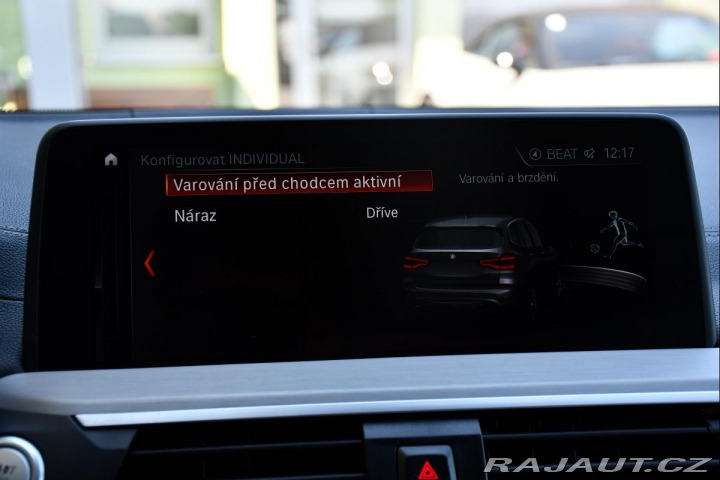 Konfigurovat INDIVIDUAL
BEAT 12:17
Varování před chodcem aktivní
Varování a brzdění.
Náraz Dříve
RAJAUT.CZ